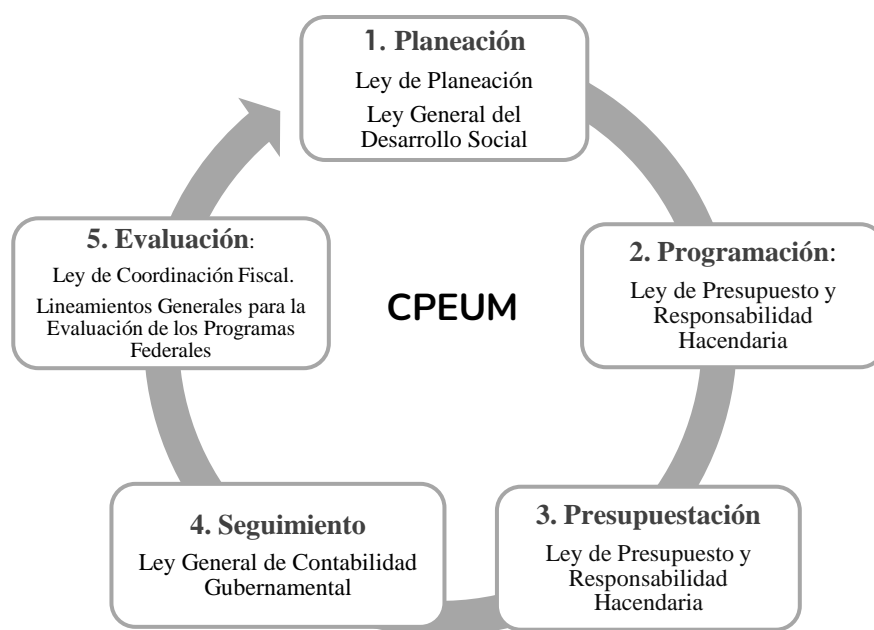 1. Planeación
Ley de Planeación
Ley General del
Desarrollo Social
2. Programación:
Ley de Presupuesto y
Responsabilidad
Hacendaria
3. Presupuestación
Ley de Presupuesto y
Responsabilidad
Hacendaria
4. Seguimiento
Ley General de Contabilidad
Gubernamental
5. Evaluación:
Ley de Coordinación Fiscal.
Lineamientos Generales para la
Evaluación de los Programas
Federales
CPEUM